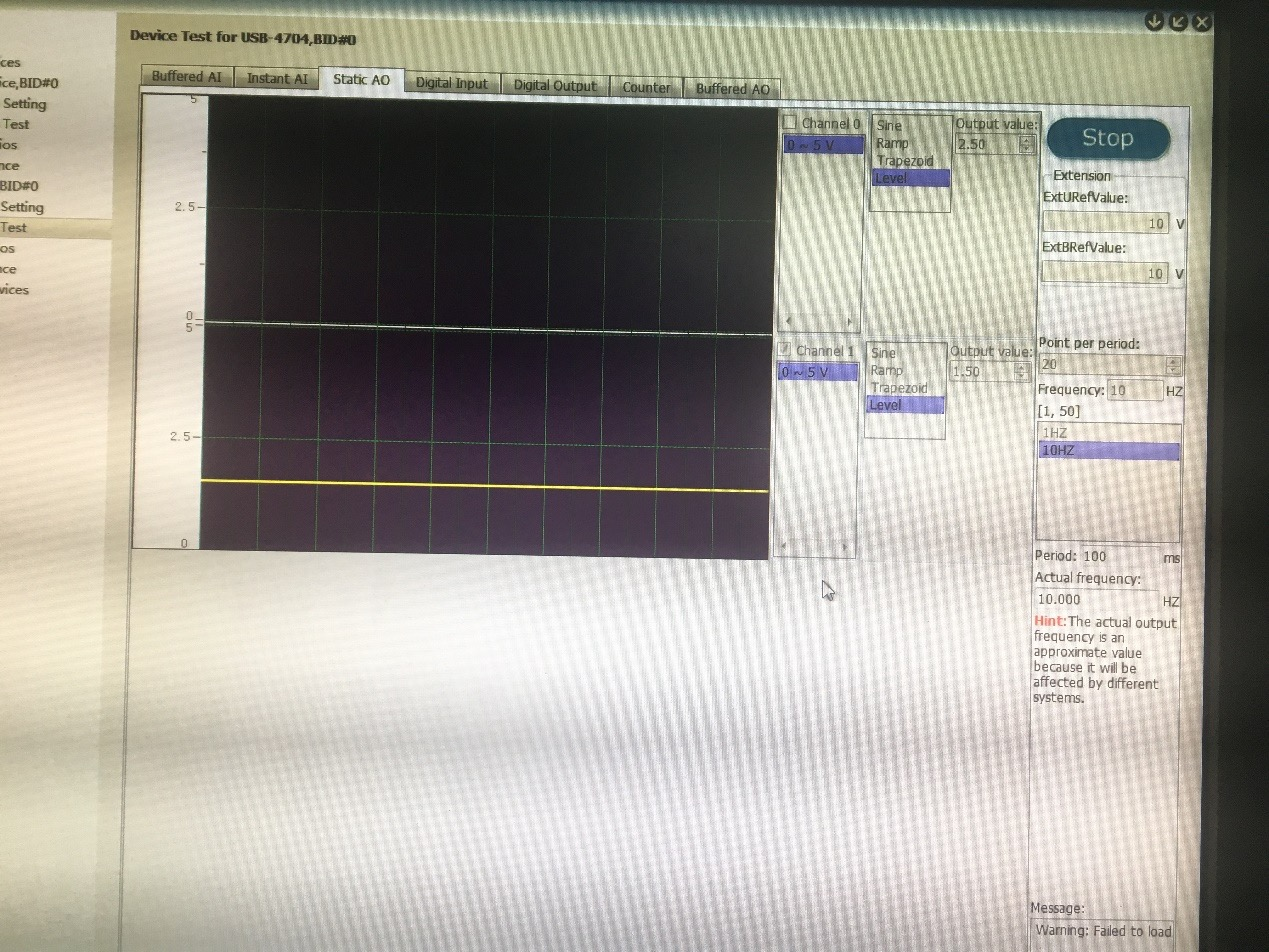 Device Test for USB-4704,BID#0
ces
ice,BID#0
Setting
Test
ios
nce
BID#0
Setting
Test
os
nce
vices
Buffered AI
Instant AI
Static AO
Digital Input
Digital Output
Counter
Buffered AO
5
2.5
0
5
2.5
0
Channel 0
0 ~ 5 V
Sine
Ramp
Trapezoid
Level
Output value:
2.50
Channel 1
0 ~ 5 V
Sine
Ramp
Trapezoid
Level
Output value:
1.50
Stop
Extension
ExtURefValue:
10 V
ExtBRefValue:
10 V
Point per period:
20
Frequency: 10 HZ
[1, 50]
1HZ
10HZ
Period: 100 ms
Actual frequency:
10.000 HZ
Hint:The actual output
frequency is an
approximate value
because it will be
affected by different
systems.
Message:
Warning: Failed to load